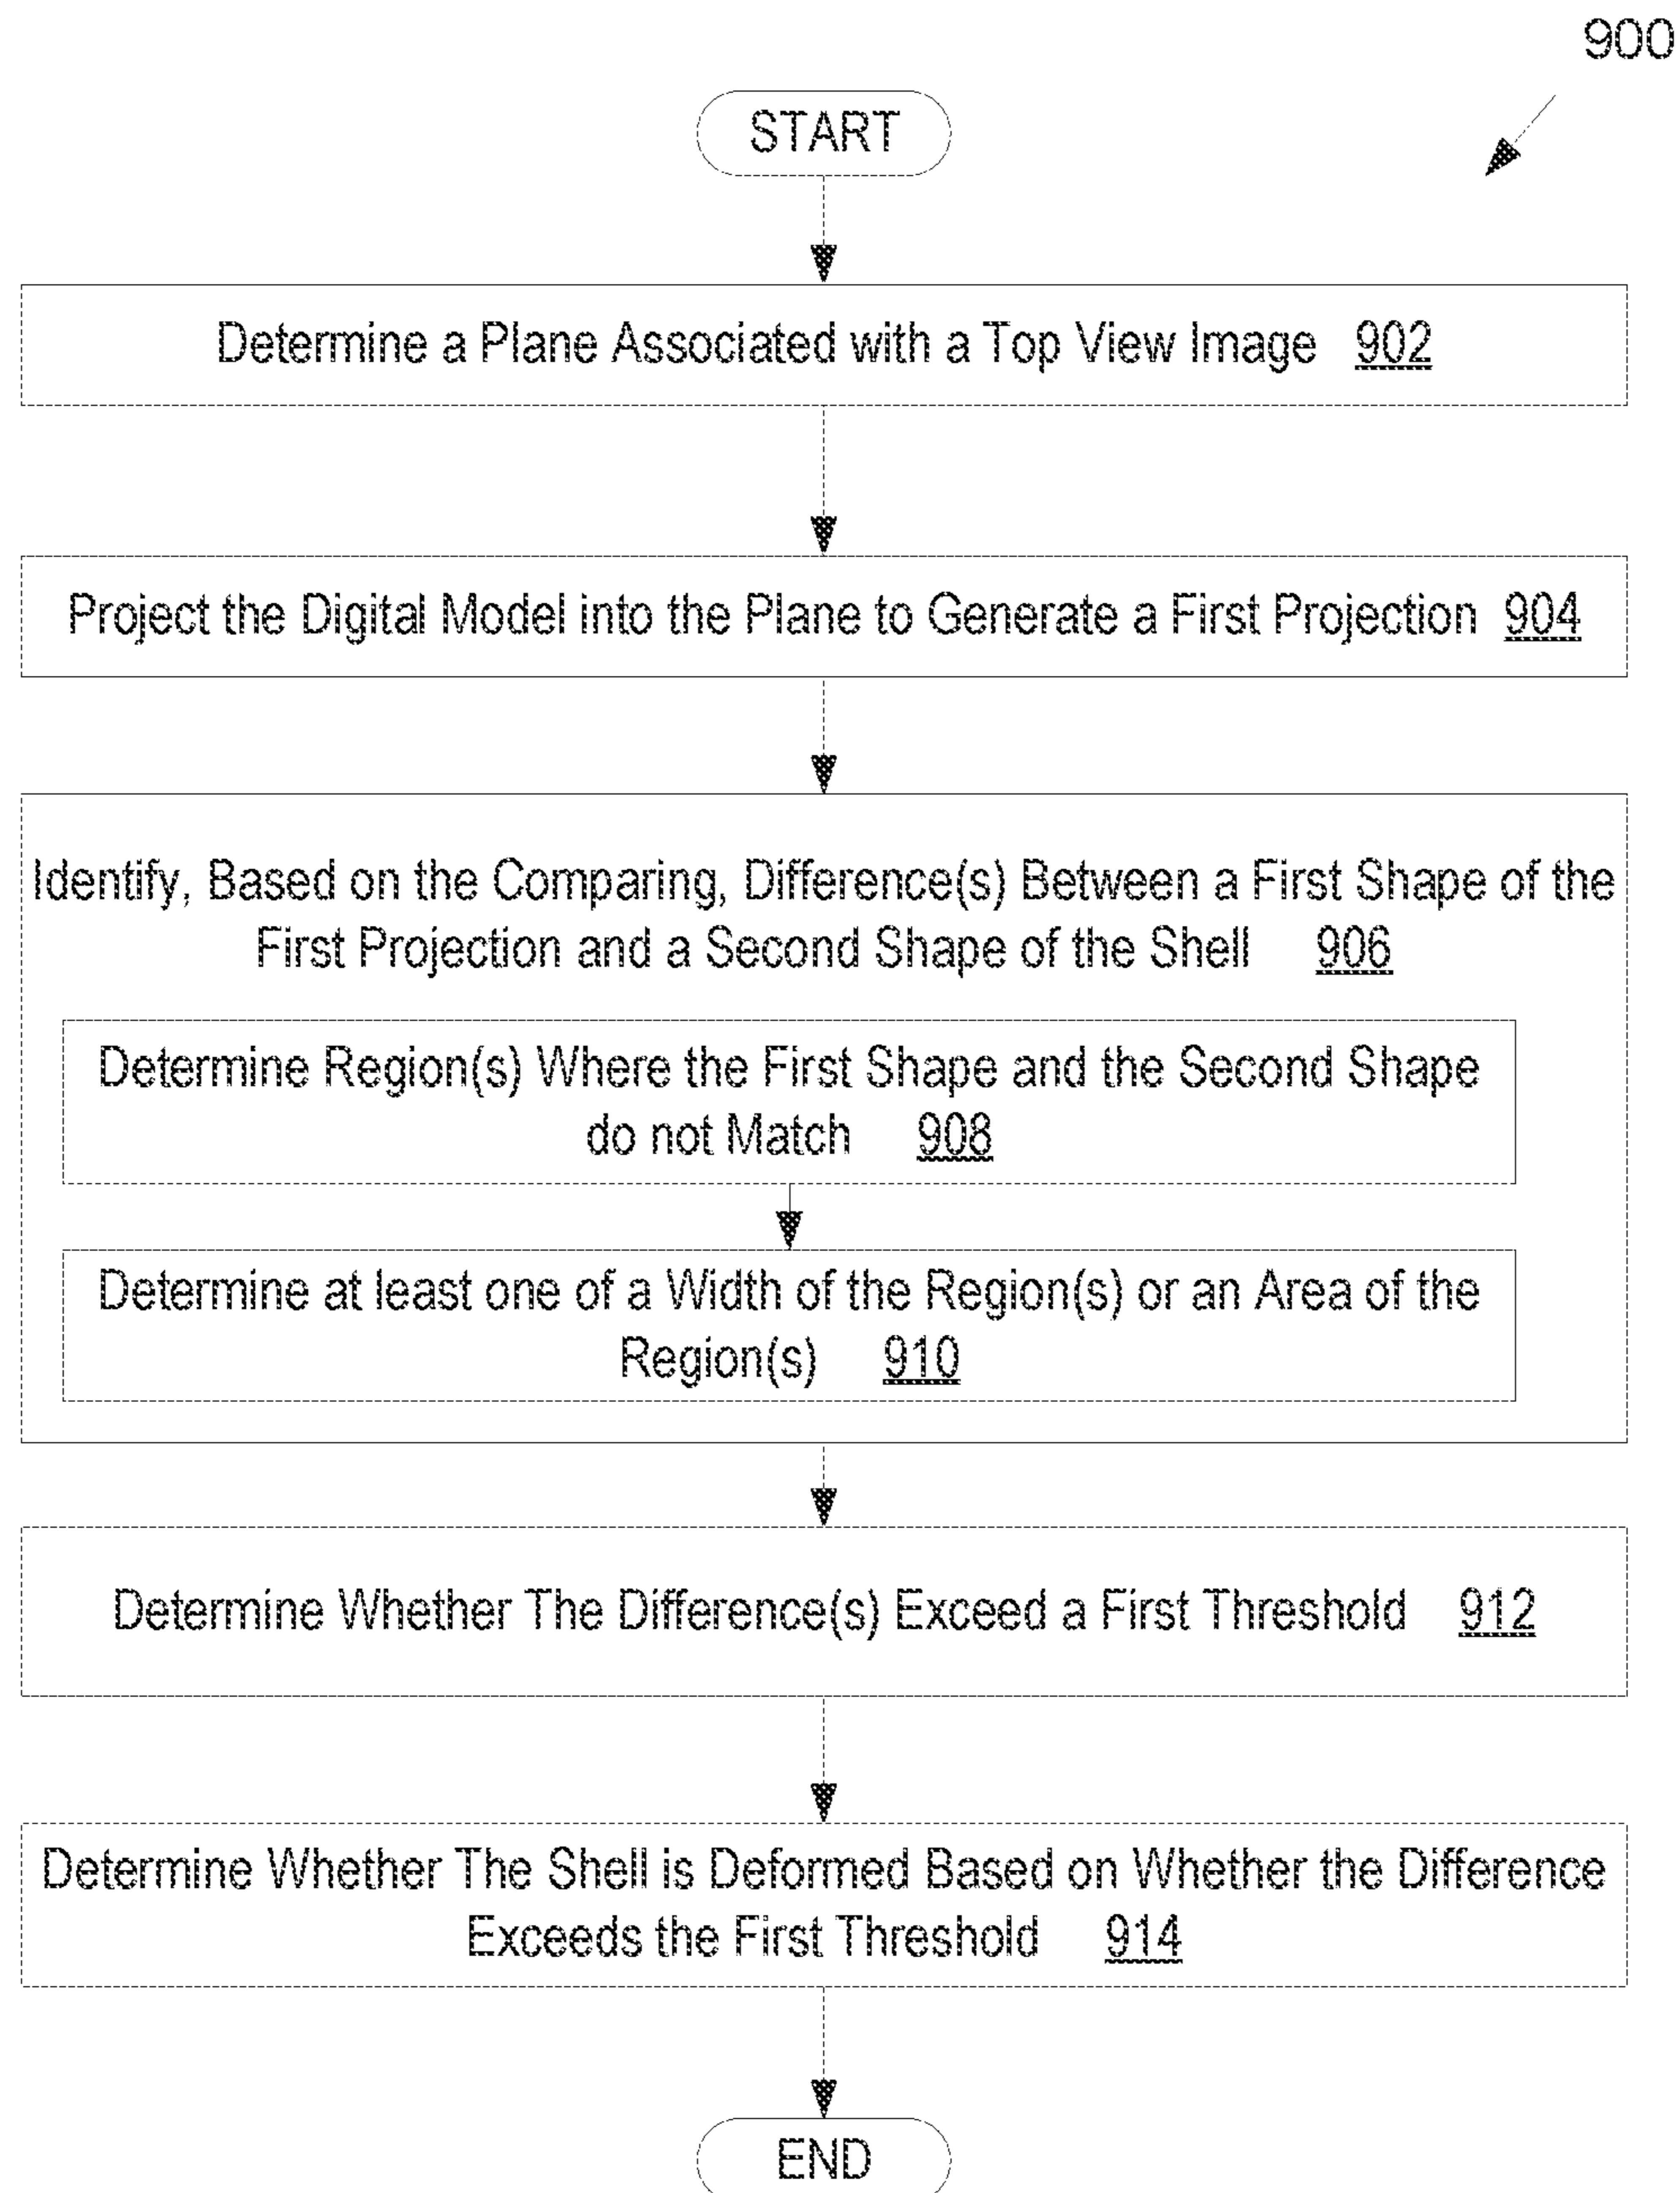 900
START
Determine a Plane Associated with a Top View Image 902
Project the Digital Model into the Plane to Generate a First Projection 904
Identify, Based on the Comparing, Difference(s) Between a First Shape of the
First Projection and a Second Shape of the Shell 906
Determine Region(s) Where the First Shape and the Second Shape
do not Match 908
Determine at least one of a Width of the Region(s) or an Area of the
Region(s) 910
Determine Whether The Difference(s) Exceed a First Threshold 912
Determine Whether The Shell is Deformed Based on Whether the Difference
Exceeds the First Threshold 914
END